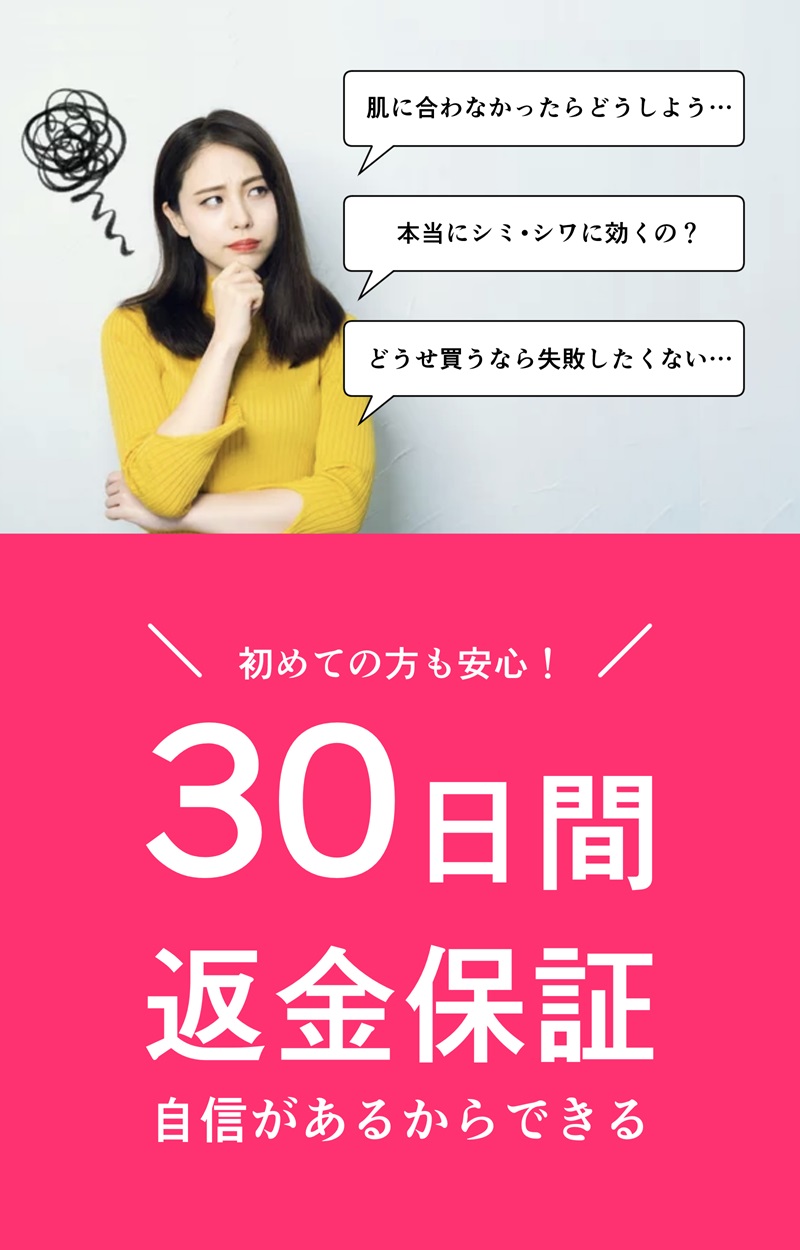 肌に合わなかったらどうしよう…
本当にシミ・シワに効くの？
どうせ買うなら失敗したくない…
初めての方も安心！
30日間
返金保証
自信があるからできる